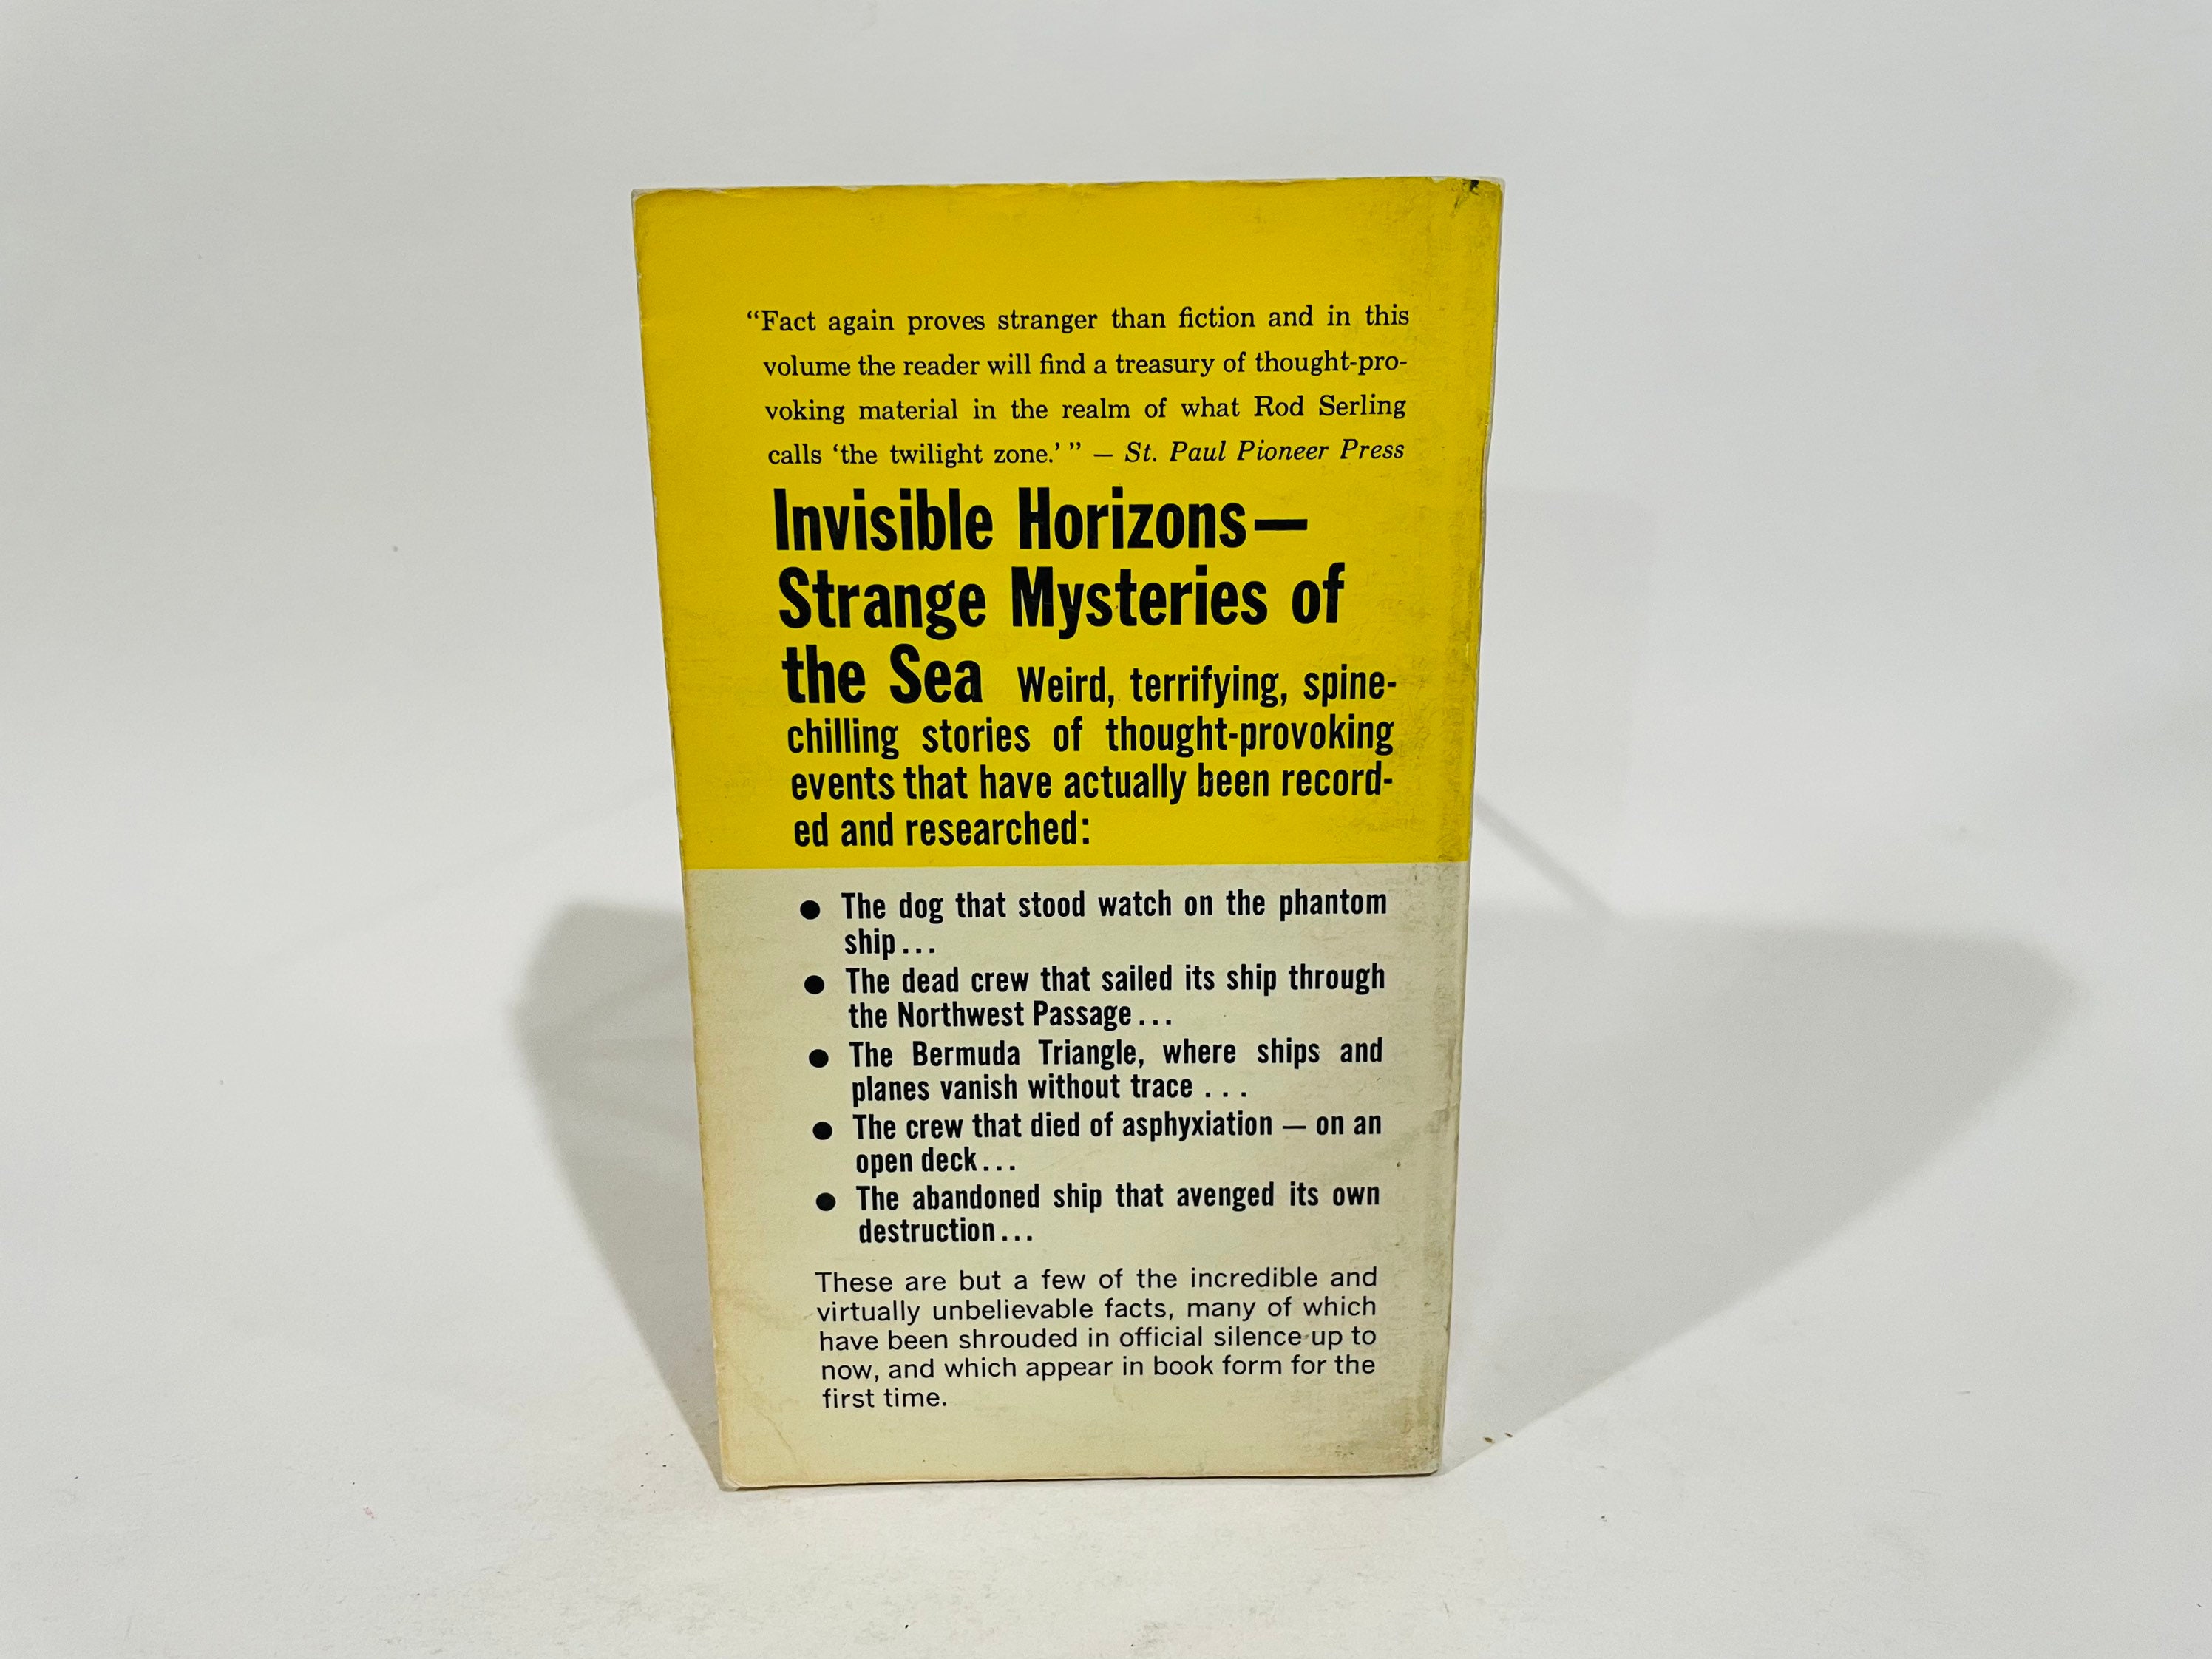 “Fact again proves stranger than fiction and in this
volume the reader will find a treasury of thought-pro-
voking material in the realm of what Rod Serling
calls ‘the twilight zone.’ ” — St. Paul Pioneer Press
Invisible Horizons—
Strange Mysteries of
the Sea Weird, terrifying, spine-
chilling stories of thought-provoking
events that have actually been record-
ed and researched:
● The dog that stood watch on the phantom
ship...
● The dead crew that sailed its ship through
the Northwest Passage...
● The Bermuda Triangle, where ships and
planes vanish without trace . . .
● The crew that died of asphyxiation — on an
open deck...
● The abandoned ship that avenged its own
destruction...
These are but a few of the incredible and
virtually unbelievable facts, many of which
have been shrouded in official silence up to
now, and which appear in book form for the
first time.